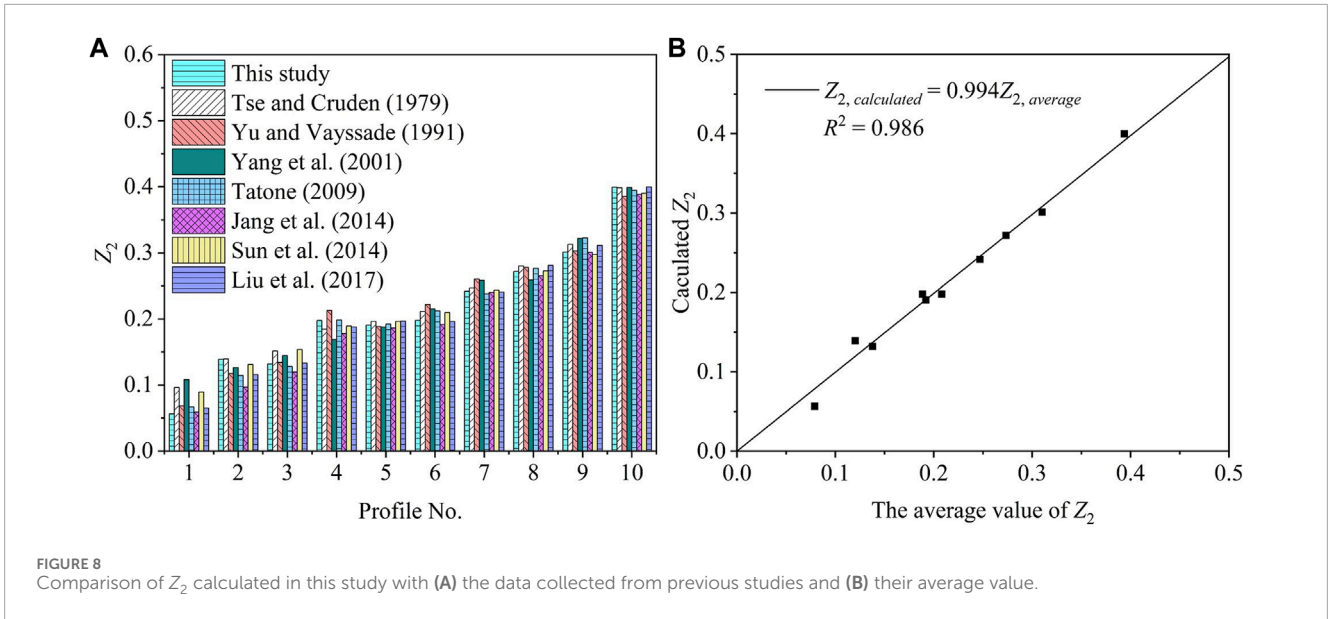 A
0.6
0.5
0.4
0.3
0.2
0.1
0.0
Z2
This study
Tse and Cruden (1979)
Yu and Vayssade (1991)
Yang et al. (2001)
Tatone (2009)
Jang et al. (2014)
Sun et al. (2014)
Liu et al. (2017)
1 2 3 4 5 6 7 8 9 10
Profile No.
B
0.5
0.4
0.3
0.2
0.1
0.0
Caculated Z2
Z2, calculated = 0.994Z2, average
R2 = 0.986
0.0 0.1 0.2 0.3 0.4 0.5
The average value of Z2
FIGURE 8
Comparison of Z2 calculated in this study with (A) the data collected from previous studies and (B) their average value.